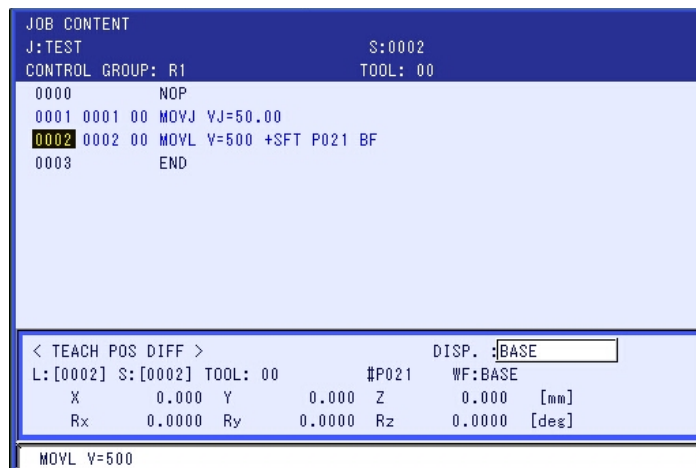 JOB CONTENT
J:TEST S:0002
CONTROL GROUP: R1 TOOL: 00
0000 NOP
0001 0001 00 MOVJ VJ=50.00
0002 0002 00 MOVL V=500 +SFT P021 BF
0003 END
< TEACH POS DIFF > DISP. :BASE
L:[0002] S:[0002] TOOL: 00 #P021 WF:BASE
X 0.000 Y 0.000 Z 0.000 [mm]
Rx 0.0000 Ry 0.0000 Rz 0.0000 [deg]
MOVL V=500